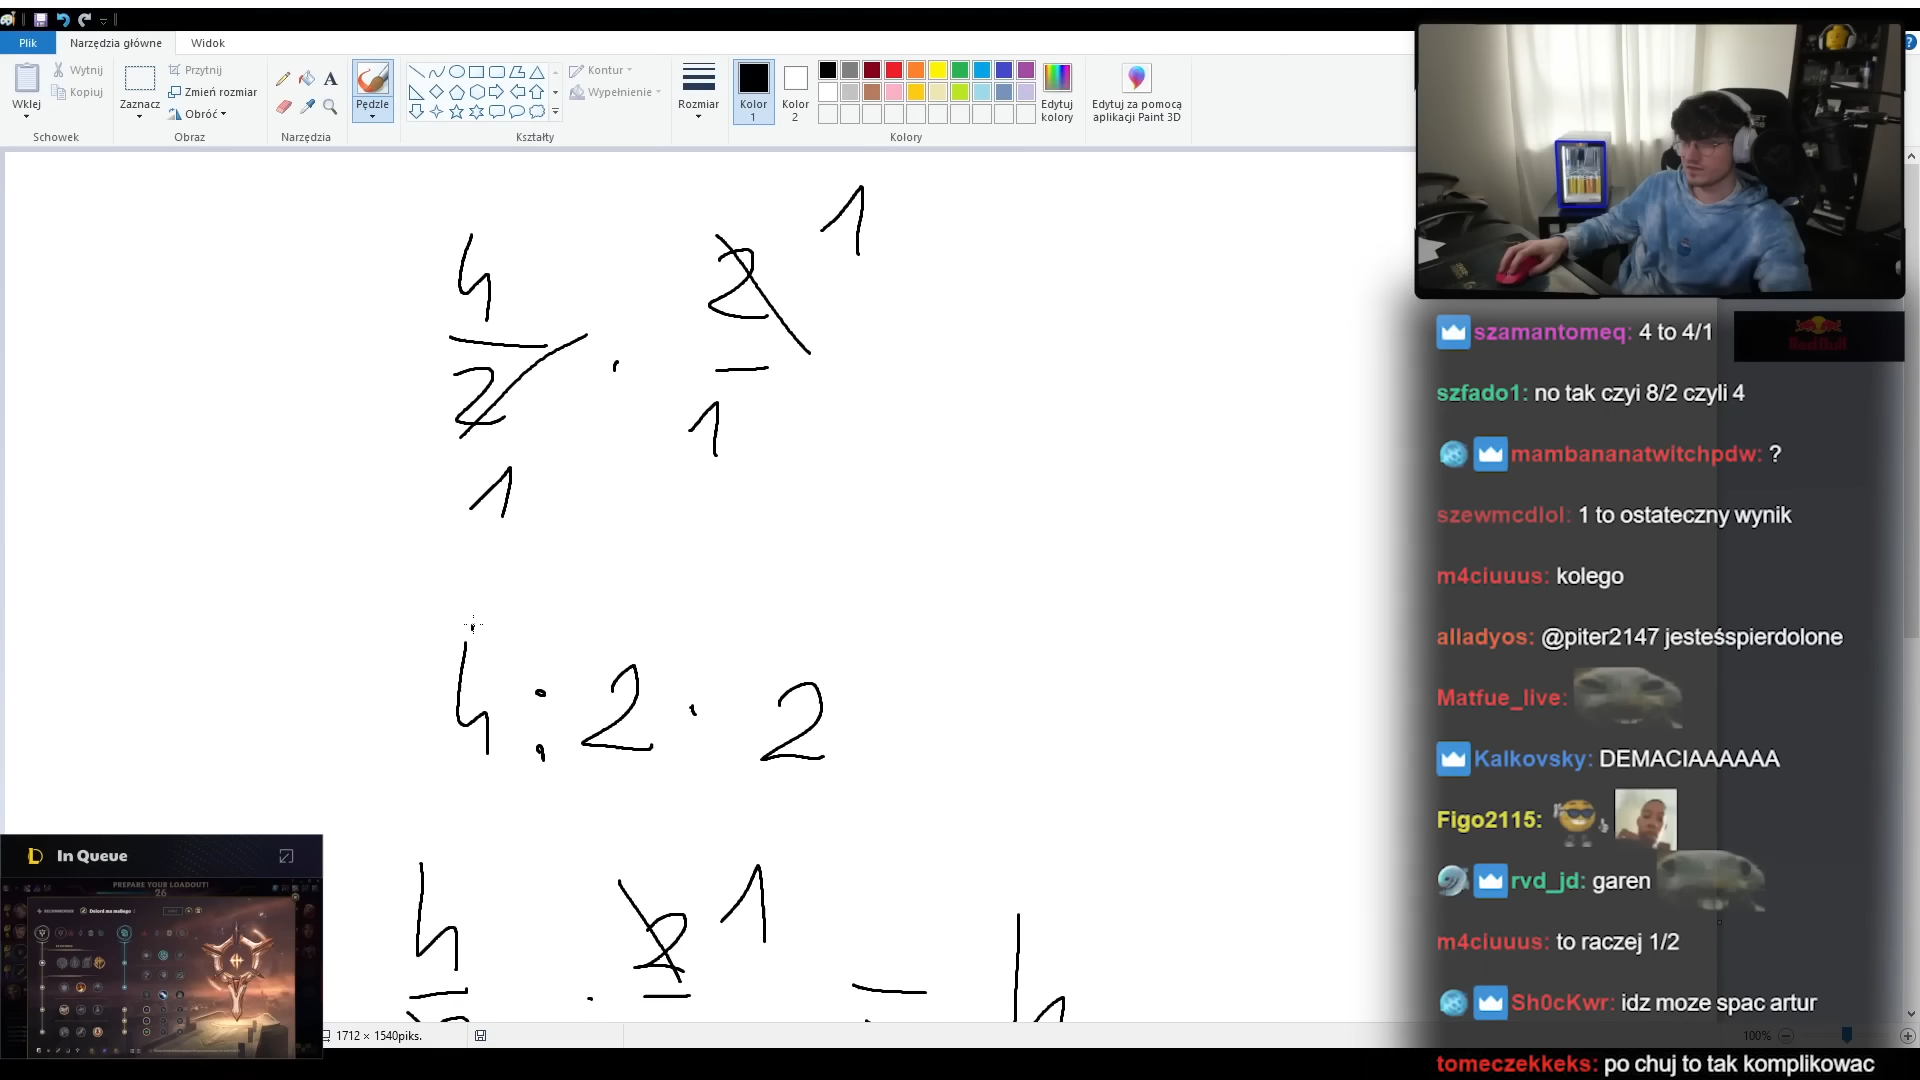 Plik Narzędzia główne Widok
Wklej
Wytnij
Kopiuj
Schowek
Zaznacz
Przytnij
Zmień rozmiar
Obróć
Obraz
Narzędzia
Pędzle
Kontur
Wypełnienie
Kształty
Rozmiar
Kolor 1
Kolor 2
Edytuj kolory
Edytuj za pomocą aplikacji Paint 3D
Kolory
1
4 2
2 · 1
1
4 : 2 · 2
4 · 2 1 = 4
In Queue
PREPARE YOUR LOADOUT!
26
1712 × 1540piks.
100%
RedBull
szamantomeq: 4 to 4/1
szfado1: no tak czyi 8/2 czyli 4
mambananatwitchpdw: ?
szewmcdlol: 1 to ostateczny wynik
m4ciuuus: kolego
alladyos: @piter2147 jesteśspierdolone
Matfue_live:
Kalkovsky: DEMACIAAAAAA
Figo2115:
rvd_jd: garen
m4ciuuus: to raczej 1/2
Sh0cKwr: idz moze spac artur
tomeczekkeks: po chuj to tak komplikowac